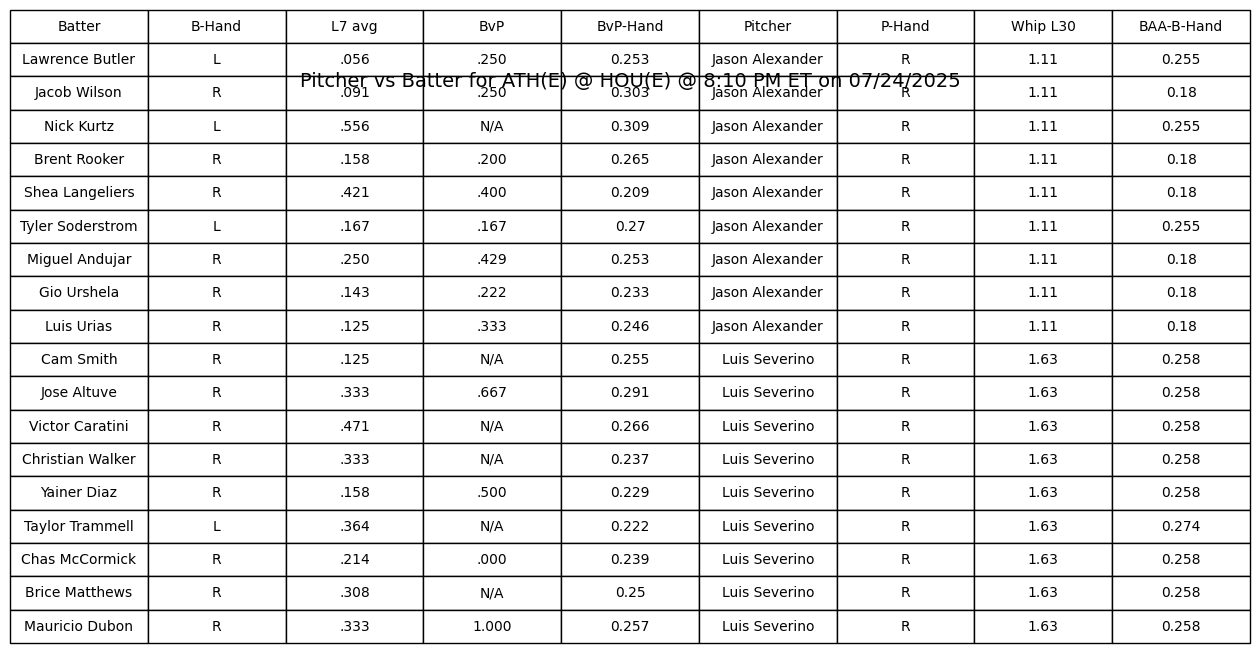 Batter B-Hand L7 avg BvP BvP-Hand Pitcher P-Hand Whip L30 BAA-B-Hand
Lawrence Butler L .056 .250 0.253 Jason Alexander R 1.11 0.255
Pitcher vs Batter for ATH(E) @ HOU(E) @ 8:10 PM ET on 07/24/2025
Jacob Wilson R .091 .250 0.303 Jason Alexander R 1.11 0.18
Nick Kurtz L .556 N/A 0.309 Jason Alexander R 1.11 0.255
Brent Rooker R .158 .200 0.265 Jason Alexander R 1.11 0.18
Shea Langeliers R .421 .400 0.209 Jason Alexander R 1.11 0.18
Tyler Soderstrom L .167 .167 0.27 Jason Alexander R 1.11 0.255
Miguel Andujar R .250 .429 0.253 Jason Alexander R 1.11 0.18
Gio Urshela R .143 .222 0.233 Jason Alexander R 1.11 0.18
Luis Urias R .125 .333 0.246 Jason Alexander R 1.11 0.18
Cam Smith R .125 N/A 0.255 Luis Severino R 1.63 0.258
Jose Altuve R .333 .667 0.291 Luis Severino R 1.63 0.258
Victor Caratini R .471 N/A 0.266 Luis Severino R 1.63 0.258
Christian Walker R .333 N/A 0.237 Luis Severino R 1.63 0.258
Yainer Diaz R .158 .500 0.229 Luis Severino R 1.63 0.258
Taylor Trammell L .364 N/A 0.222 Luis Severino R 1.63 0.274
Chas McCormick R .214 .000 0.239 Luis Severino R 1.63 0.258
Brice Matthews R .308 N/A 0.25 Luis Severino R 1.63 0.258
Mauricio Dubon R .333 1.000 0.257 Luis Severino R 1.63 0.258